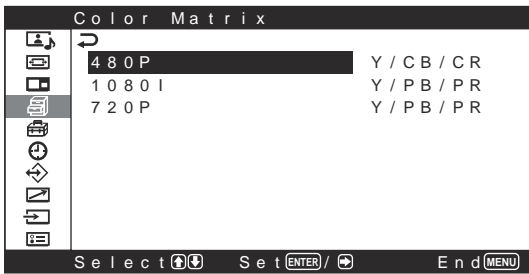 Color Matrix
480P Y/CB/CR
1080I Y/PB/PR
720P Y/PB/PR
Select Set ENTER / End MENU